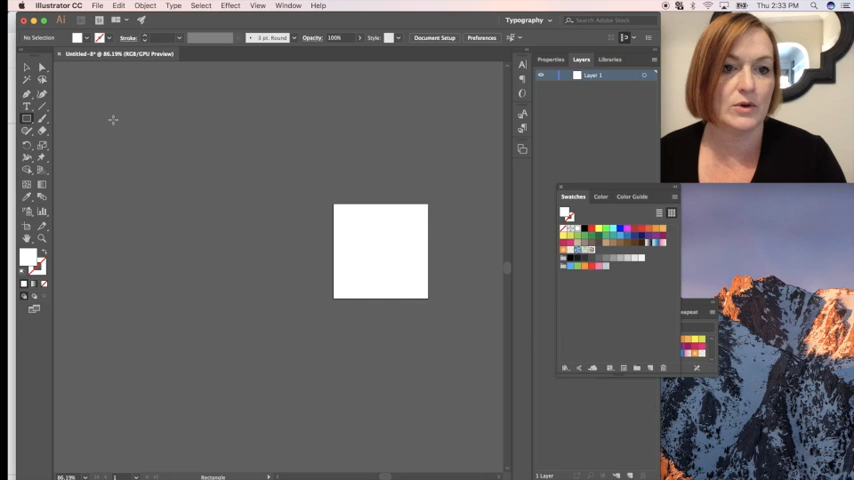 Illustrator CC File Edit Object Type Select Effect View Window Help
Thu 2:33 PM
Ai
Typography
Search Adobe Stock
No Selection
Stroke:
3 pt. Round
Opacity: 100%
Style:
Document Setup
Preferences
Untitled-8* @ 86.19% (RGB/GPU Preview)
Properties Layers Libraries
Layer 1
Swatches Color Color Guide
1 Layer
86.19%
1
Rectangle